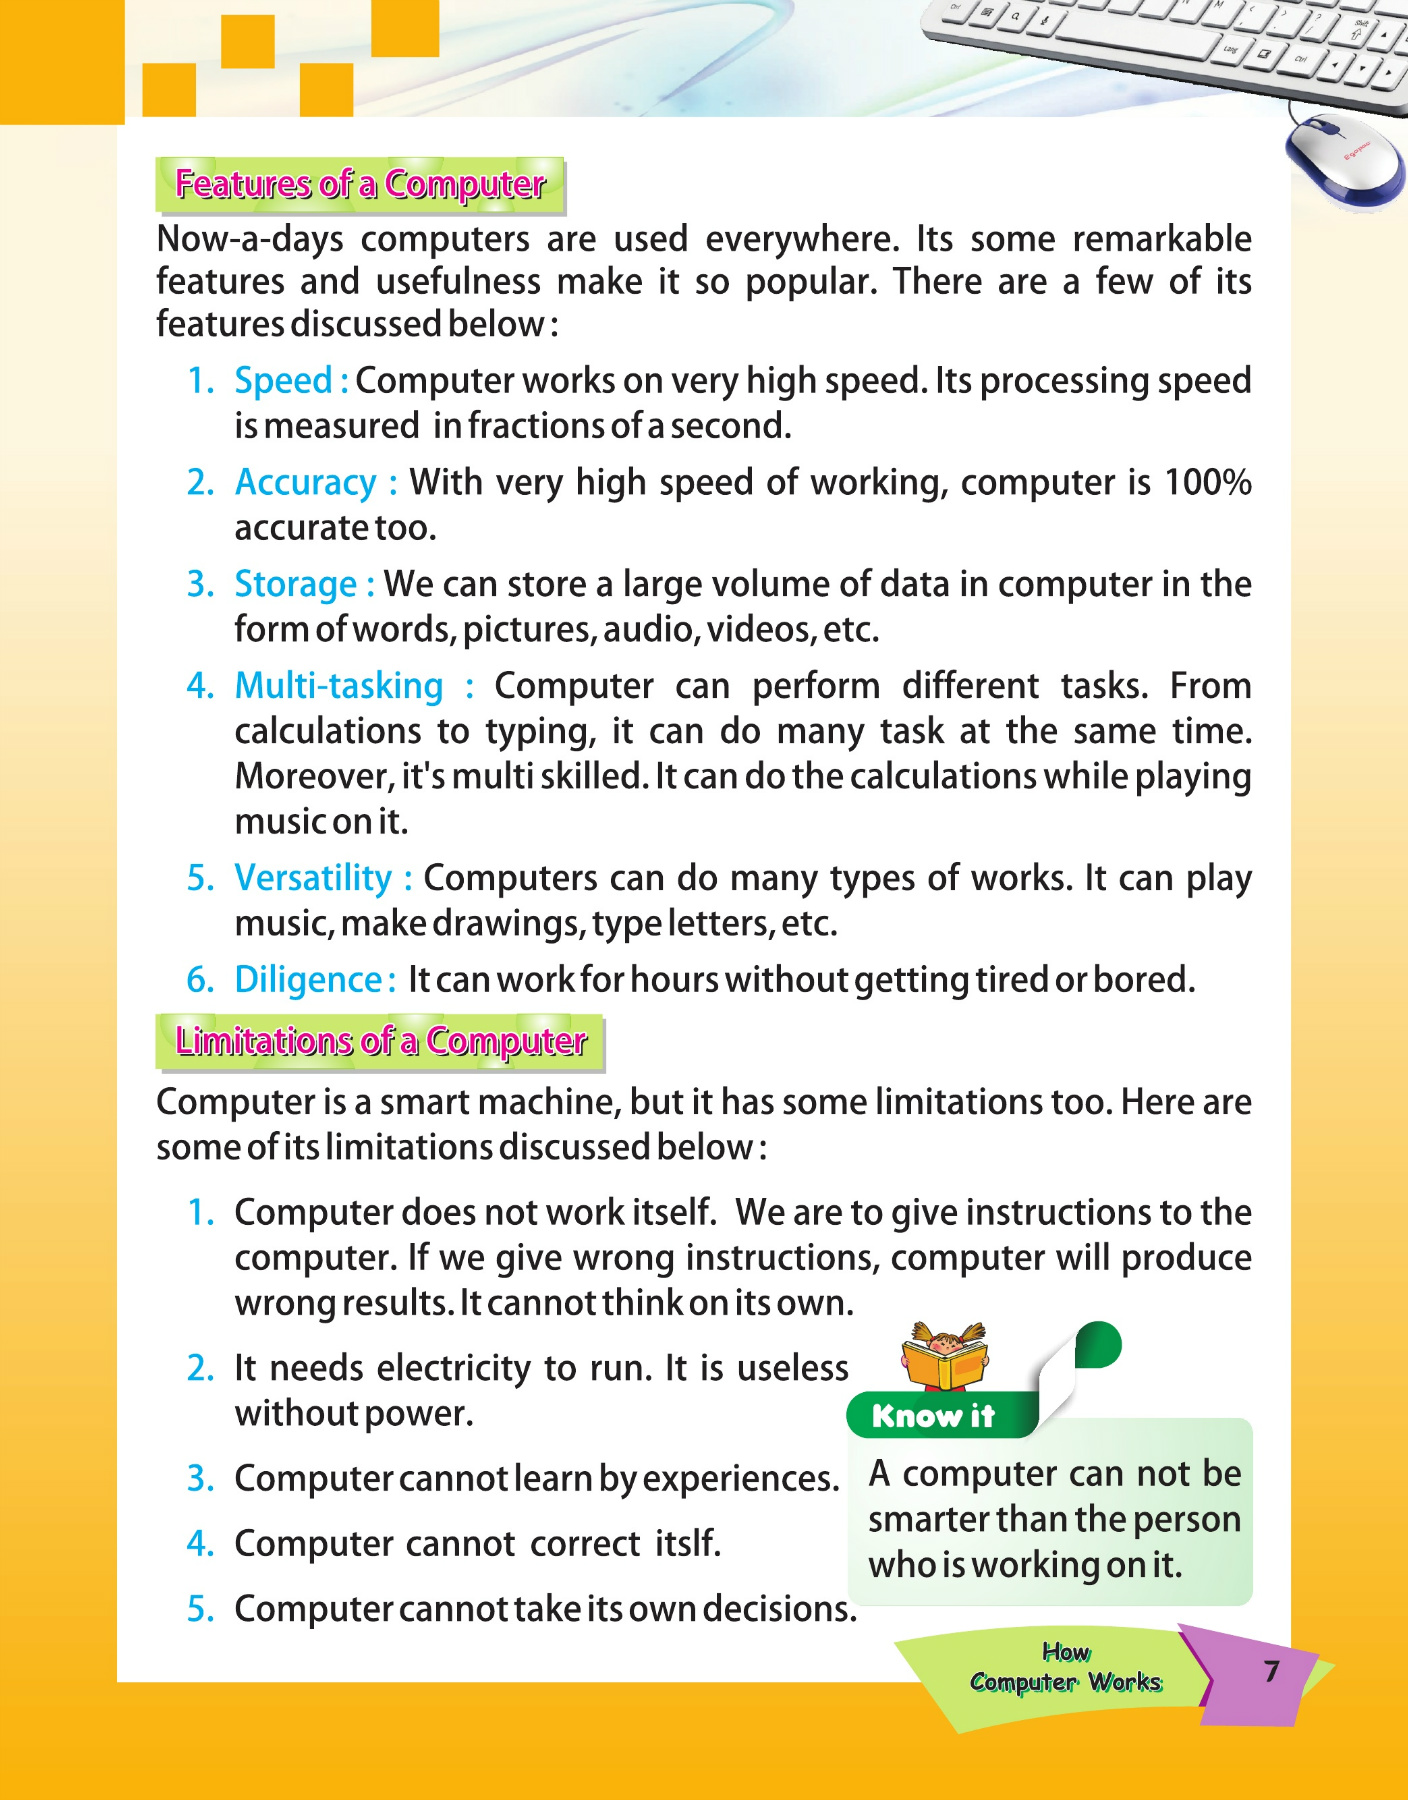 Features of a Computer
Now-a-days computers are used everywhere. Its some remarkable
features and usefulness make it so popular. There are a few of its
features discussed below :
1. Speed : Computer works on very high speed. Its processing speed
is measured in fractions of a second.
2. Accuracy : With very high speed of working, computer is 100%
accurate too.
3. Storage : We can store a large volume of data in computer in the
form of words, pictures, audio, videos, etc.
4. Multi-tasking : Computer can perform different tasks. From
calculations to typing, it can do many task at the same time.
Moreover, it's multi skilled. It can do the calculations while playing
music on it.
5. Versatility : Computers can do many types of works. It can play
music, make drawings, type letters, etc.
6. Diligence : It can work for hours without getting tired or bored.
Limitations of a Computer
Computer is a smart machine, but it has some limitations too. Here are
some of its limitations discussed below :
1. Computer does not work itself. We are to give instructions to the
computer. If we give wrong instructions, computer will produce
wrong results. It cannot think on its own.
2. It needs electricity to run. It is useless
without power.
3. Computer cannot learn by experiences.
4. Computer cannot correct itslf.
5. Computer cannot take its own decisions.
Know it
A computer can not be
smarter than the person
who is working on it.
How
Computer Works
7